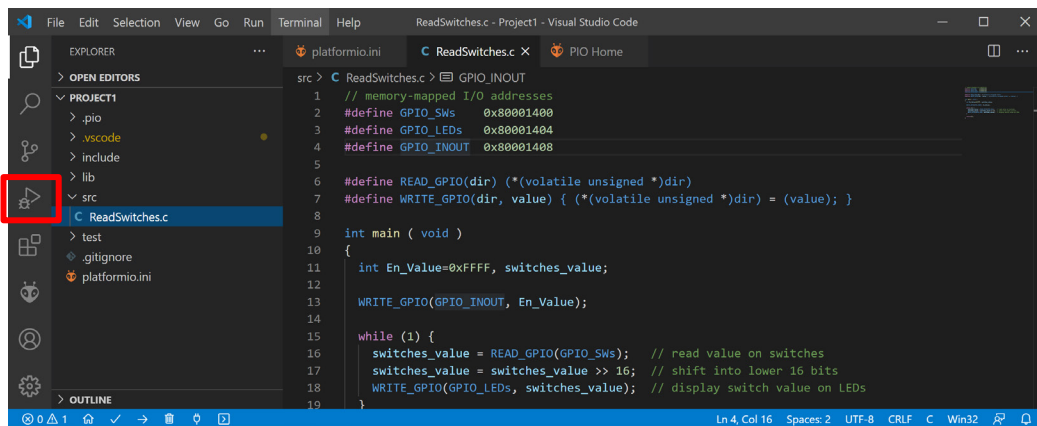 File Edit Selection View Go Run Terminal Help ReadSwitches.c - Project1 - Visual Studio Code
EXPLORER ...
> OPEN EDITORS
PROJECT1
> .pio
> .vscode
> include
> lib
src
C ReadSwitches.c
> test
.gitignore
platformio.ini
> OUTLINE
platformio.ini C ReadSwitches.c × PIO Home ...
src > C ReadSwitches.c > GPIO_INOUT
1 // memory-mapped I/O addresses
2 #define GPIO_SWs 0x80001400
3 #define GPIO_LEDs 0x80001404
4 #define GPIO_INOUT 0x80001408
5
6 #define READ_GPIO(dir) (*(volatile unsigned *)dir)
7 #define WRITE_GPIO(dir, value) { (*(volatile unsigned *)dir) = (value); }
8
9 int main ( void )
10 {
11 int En_Value=0xFFFF, switches_value;
12
13 WRITE_GPIO(GPIO_INOUT, En_Value);
14
15 while (1) {
16 switches_value = READ_GPIO(GPIO_SWs); // read value on switches
17 switches_value = switches_value >> 16; // shift into lower 16 bits
18 WRITE_GPIO(GPIO_LEDs, switches_value); // display switch value on LEDs
19 }
0 1 Ln 4, Col 16 Spaces: 2 UTF-8 CRLF C Win32